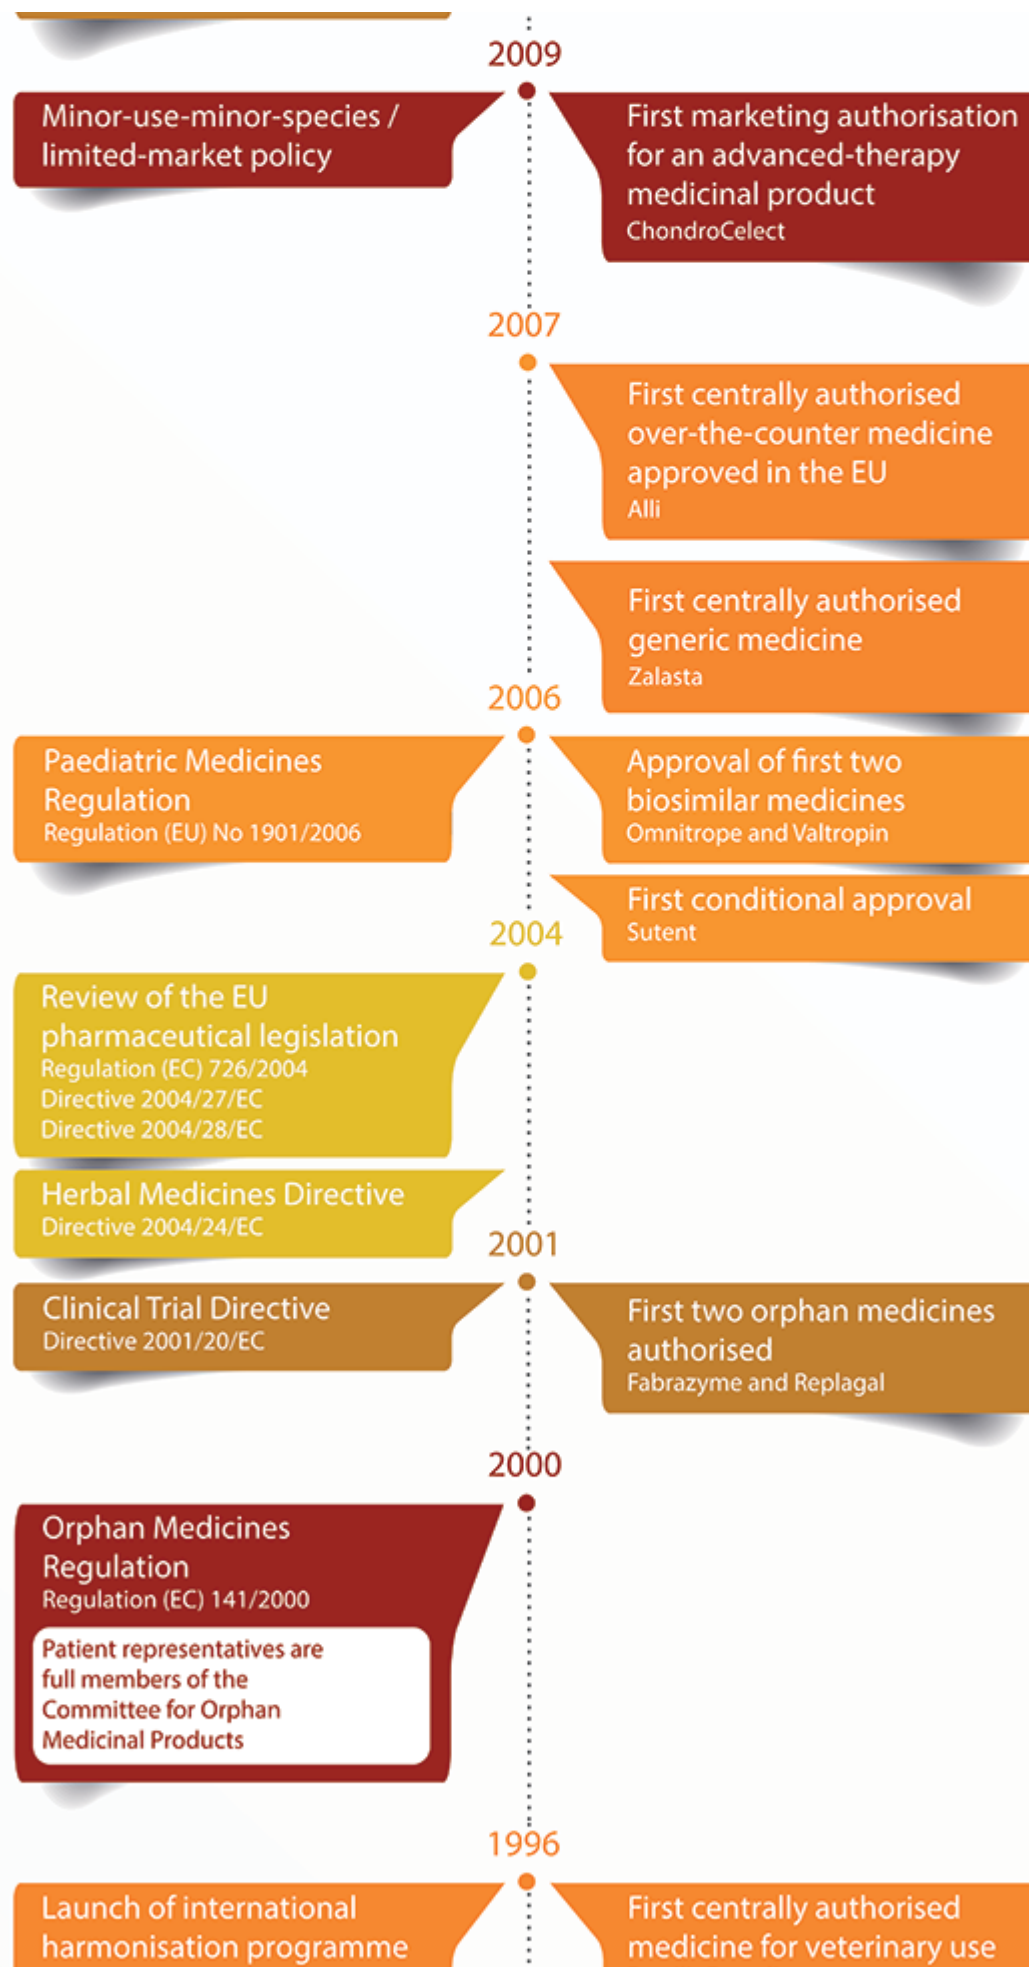 2009
Minor-use-minor-species /
limited-market policy
First marketing authorisation
for an advanced-therapy
medicinal product
ChondroCelect
2007
First centrally authorised
over-the-counter medicine
approved in the EU
Alli
First centrally authorised
generic medicine
Zalasta
2006
Paediatric Medicines
Regulation
Regulation (EU) No 1901/2006
Approval of first two
biosimilar medicines
Omnitrope and Valtropin
First conditional approval
Sutent
2004
Review of the EU
pharmaceutical legislation
Regulation (EC) 726/2004
Directive 2004/27/EC
Directive 2004/28/EC
Herbal Medicines Directive
Directive 2004/24/EC
2001
Clinical Trial Directive
Directive 2001/20/EC
First two orphan medicines
authorised
Fabrazyme and Replagal
2000
Orphan Medicines
Regulation
Regulation (EC) 141/2000
Patient representatives are
full members of the
Committee for Orphan
Medicinal Products
1996
Launch of international
harmonisation programme
First centrally authorised
medicine for veterinary use